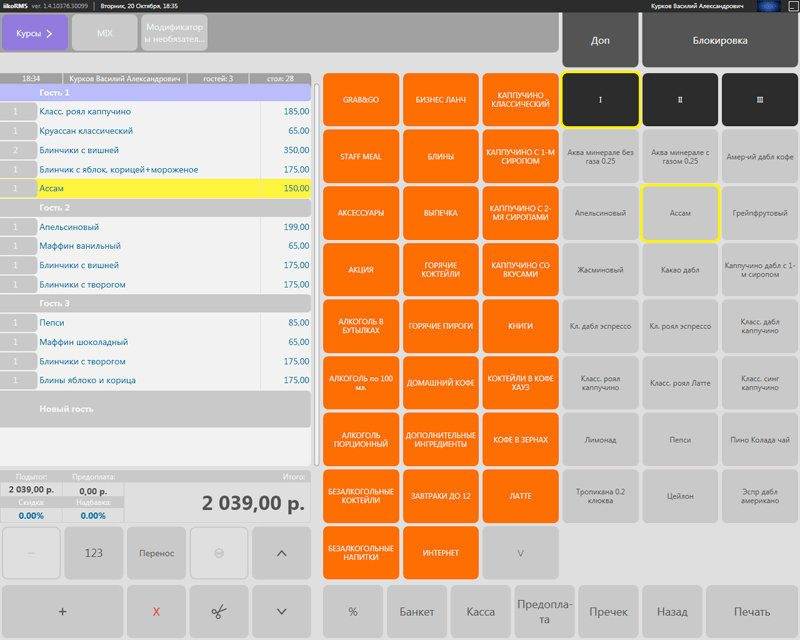 iikoRMS ver. 1.4.10376.30099 Вторник, 20 Октябрь, 18:35 Курков Василий Александрович
Курсы
MIX
Модификатор
ы необязател...
Доп
Блокировка
18:34 Курков Василий Александрович гостей: 3 стол: 28
Гость 1
1 Класс. роял каппучино 185,00
1 Круассан классический 65,00
2 Блинчики с вишней 350,00
1 Блинчик с яблок, корицей+мороженое 175,00
1 Ассам 150,00
Гость 2
1 Апельсиновый 199,00
1 Маффин ванильный 65,00
1 Блинчики с вишней 175,00
1 Блинчики с творогом 175,00
Гость 3
1 Пепси 85,00
1 Маффин шоколадный 65,00
1 Блинчики с творогом 175,00
1 Блины яблоко и корица 175,00
Новый гость
Подытог: Предоплата: Итого:
2 039,00 р. 0,00 р.
Скидка: Надбавка:
0.00% 0.00%
2 039,00 р.
123
Перенос
+
X
GRAB&GO
БИЗНЕС ЛАНЧ
КАППУЧИНО
КЛАССИЧЕСКИЙ
STAFF MEAL
БЛИНЫ
КАППУЧИНО С 1-М
СИРОПОМ
АКСЕССУАРЫ
ВЫПЕЧКА
КАППУЧИНО С 2-
МЯ СИРОПАМИ
АКЦИЯ
ГОРЯЧИЕ
КОКТЕЙЛИ
КАППУЧИНО СО
ВКУСАМИ
АЛКОГОЛЬ В
БУТЫЛКАХ
ГОРЯЧИЕ ПИРОГИ
КНИГИ
АЛКОГОЛЬ по 100
мл.
ДОМАШНИЙ КОФЕ
КОКТЕЙЛИ В КОФЕ
ХАУЗ
АЛКОГОЛЬ
ПОРЦИОННЫЙ
ДОПОЛНИТЕЛЬНЫЕ
ИНГРЕДИЕНТЫ
КОФЕ В ЗЕРНАХ
БЕЗАЛКОГОЛЬНЫЕ
КОКТЕЙЛИ
ЗАВТРАКИ ДО 12
ЛАТТЕ
БЕЗАЛКОГОЛЬНЫЕ
НАПИТКИ
ИНТЕРНЕТ
I
II
III
Аква минерале без
газа 0.25
Аква минерале с
газом 0.25
Амер-ий дабл кофе
Апельсиновый
Ассам
Грейпфрутовый
Жасминовый
Какао дабл
Каппучино дабл с 1-
м сиропом
Кл. дабл эспрессо
Кл. роял эспрессо
Класс. дабл
каппучино
Класс. роял
каппучино
Класс. роял Латте
Класс. синг
каппучино
Лимонад
Пепси
Пино Колада чай
Тропикана 0.2
клюква
Цейлон
Эспр дабл
американо
%
Банкет
Касса
Предопла-
та
Пречек
Назад
Печать